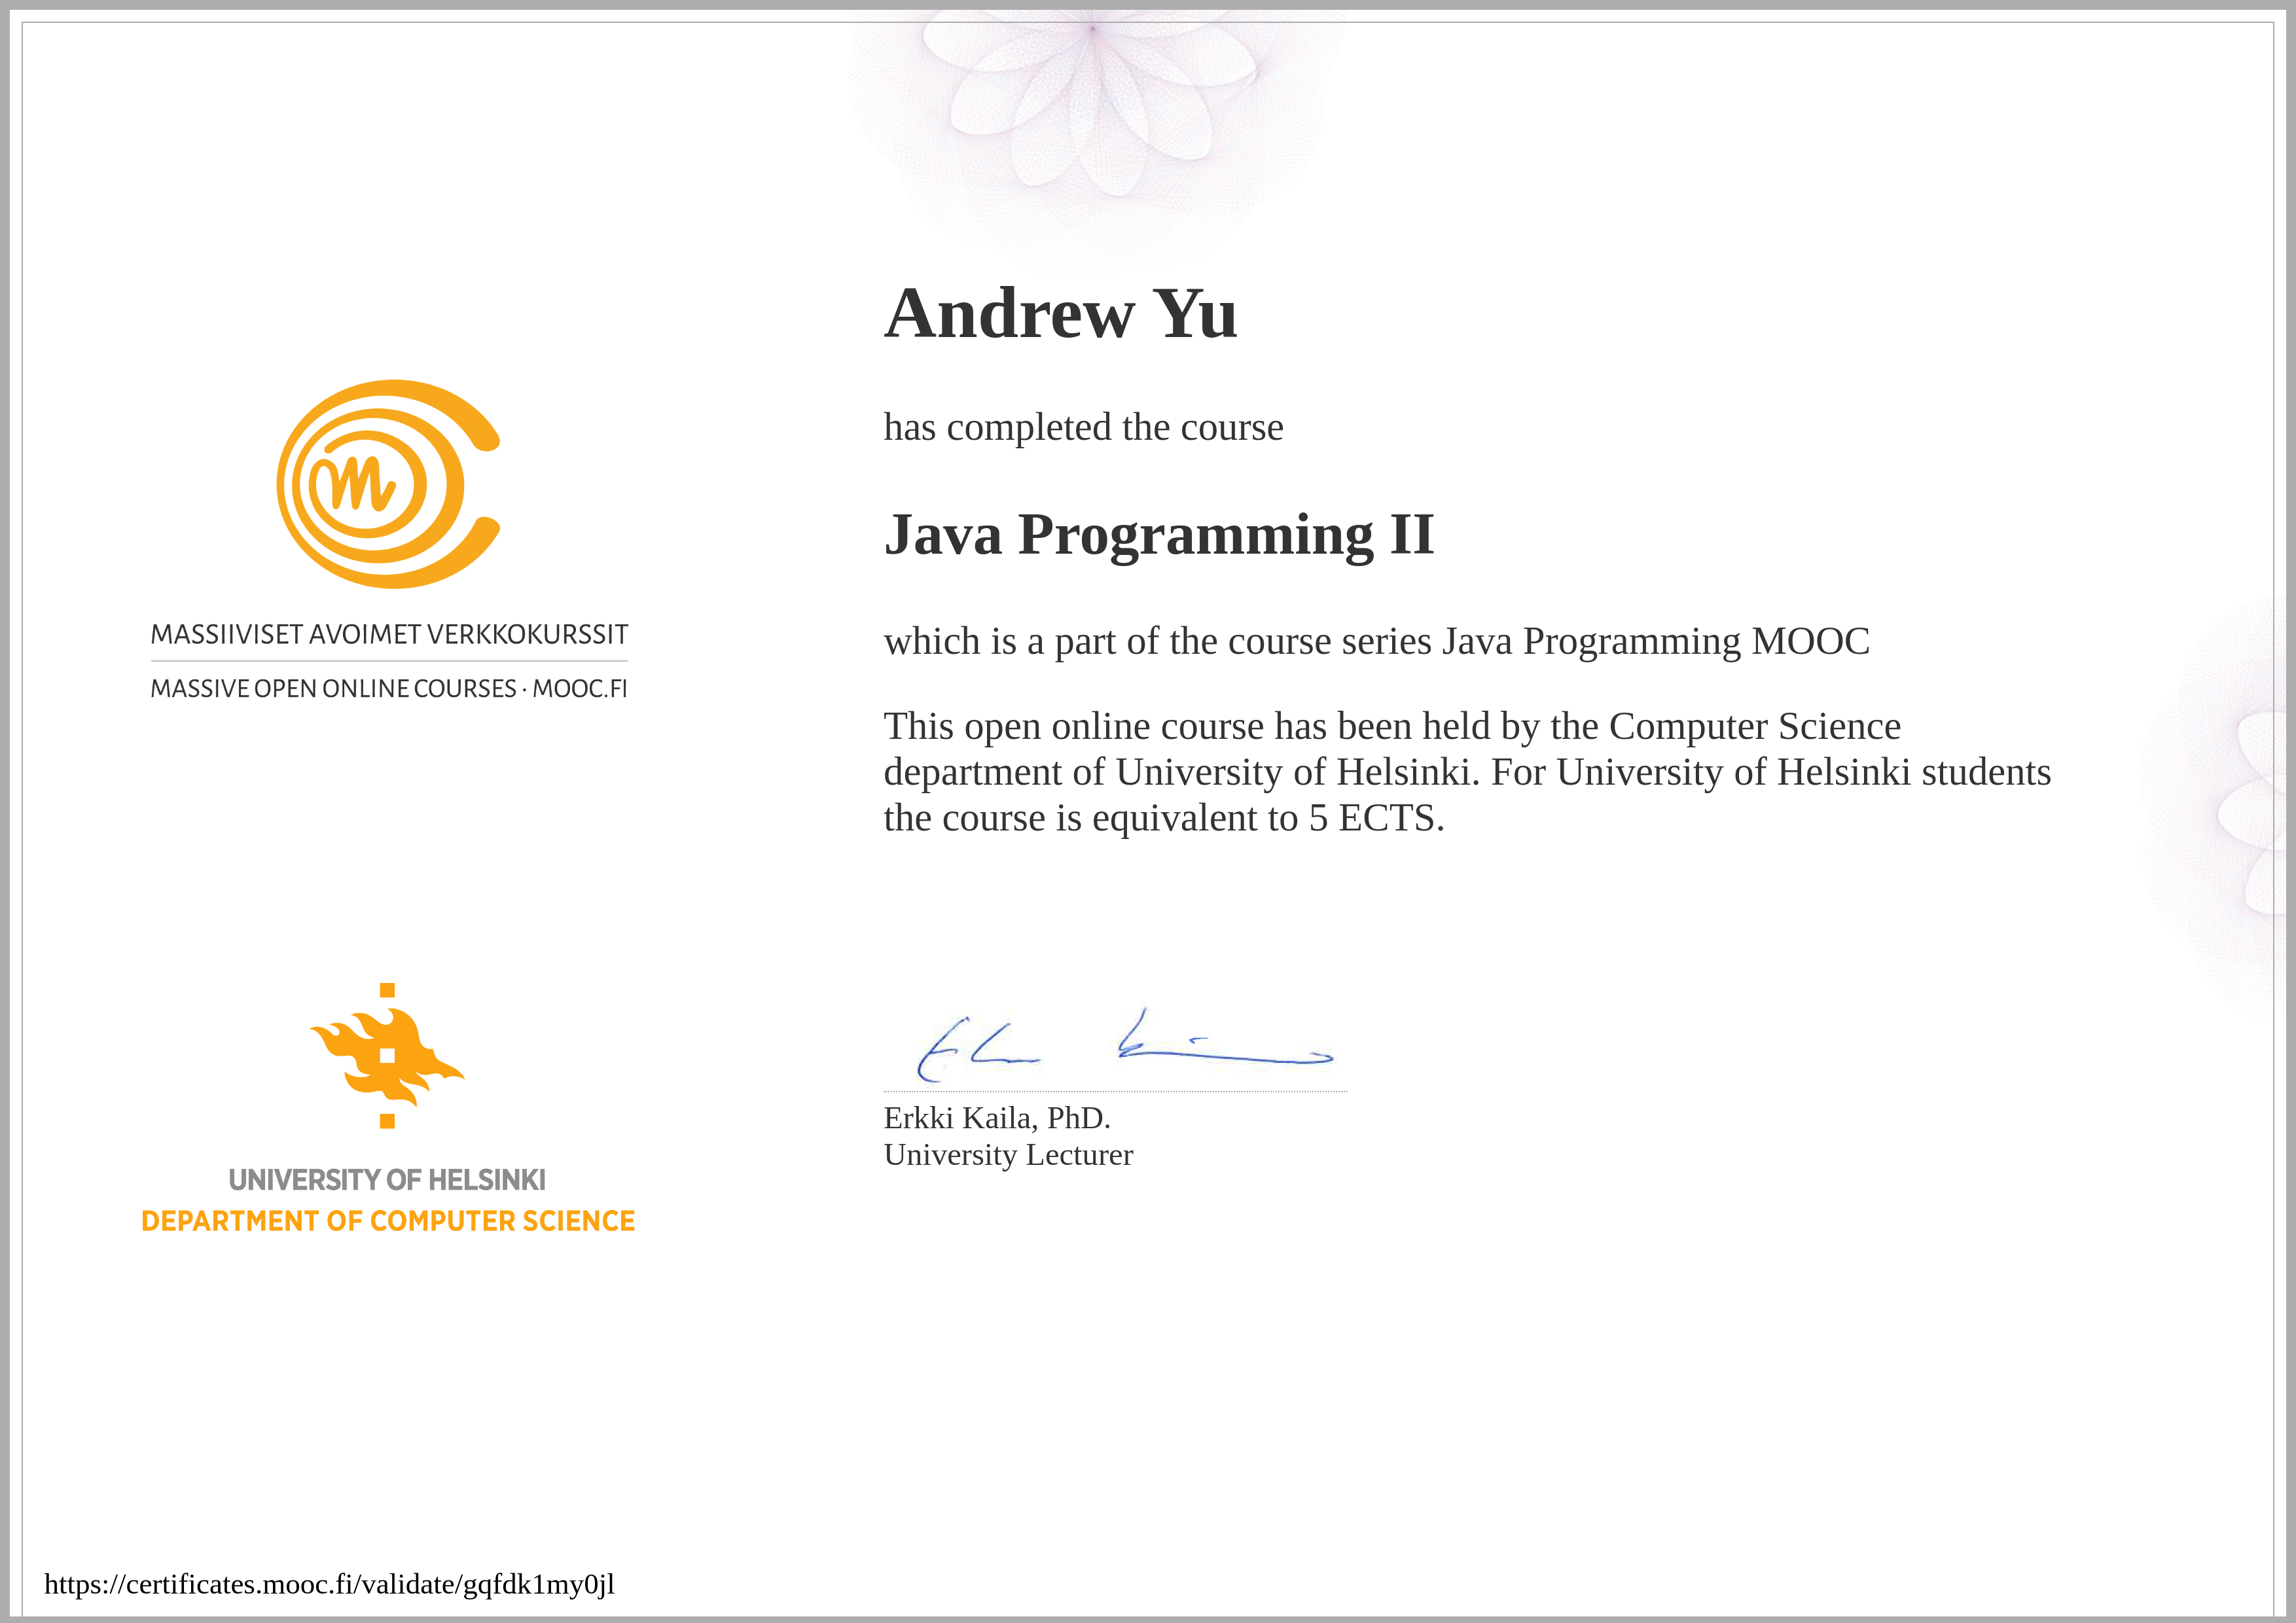 Andrew Yu
has completed the course
Java Programming II
which is a part of the course series Java Programming MOOC
This open online course has been held by the Computer Science
department of University of Helsinki. For University of Helsinki students
the course is equivalent to 5 ECTS.
Erkki Kaila, PhD.
University Lecturer
m
MASSIIVISET AVOIMET VERKKOKURSSIT
MASSIVE OPEN ONLINE COURSES · MOOC.FI
UNIVERSITY OF HELSINKI
DEPARTMENT OF COMPUTER SCIENCE
https://certificates.mooc.fi/validate/gqfdk1my0jl